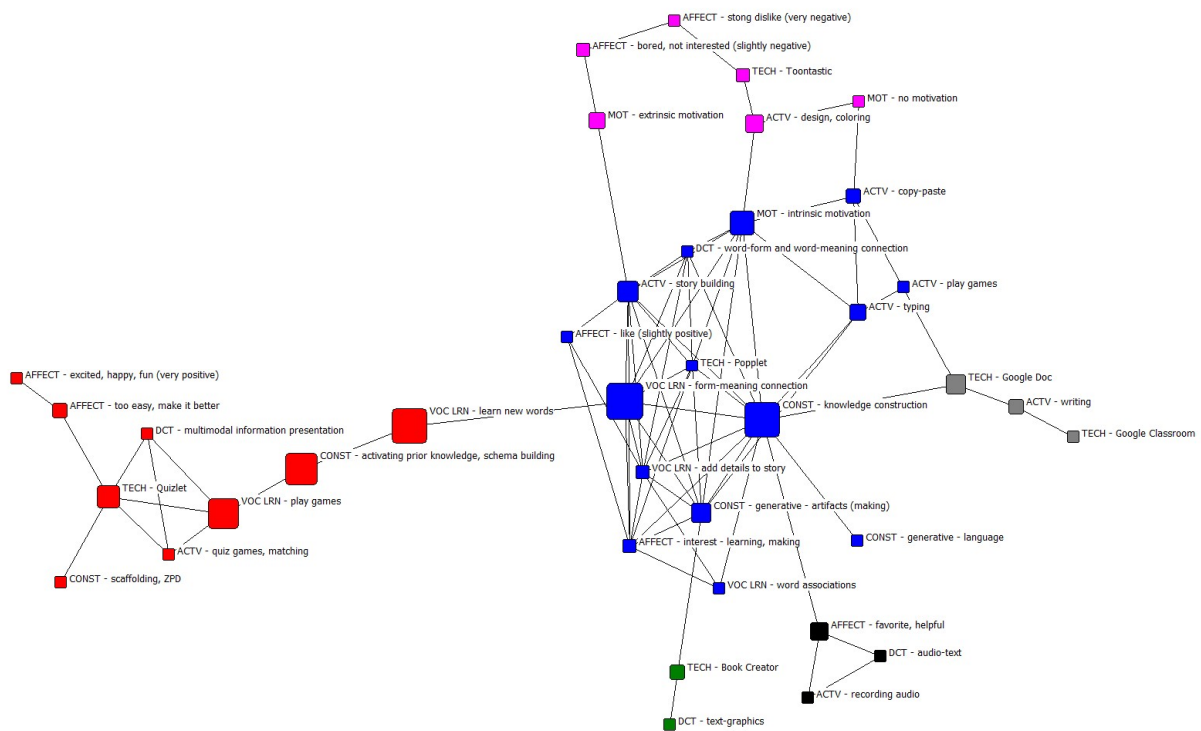 AFFECT - stong dislike (very negative)
AFFECT - bored, not interested (slightly negative)
TECH - Toontastic
MOT - no motivation
MOT - extrinsic motivation
ACTV - design, coloring
ACTV - copy-paste
MOT - intrinsic motivation
DCT - word-form and word-meaning connection
ACTV - story building
ACTV - play games
ACTV - typing
AFFECT - like (slightly positive)
TECH - Popplet
AFFECT - excited, happy, fun (very positive)
TECH - Google Doc
VOC LRN - form-meaning connection
AFFECT - too easy, make it better
VOC LRN - learn new words
CONST - knowledge construction
ACTV - writing
DCT - multimodal information presentation
TECH - Google Classroom
CONST - activating prior knowledge, schema building
VOC LRN - add details to story
TECH - Quizlet
VOC LRN - play games
CONST - generative - artifacts (making)
AFFECT - interest - learning, making
CONST - generative - language
ACTV - quiz games, matching
CONST - scaffolding, ZPD
VOC LRN - word associations
AFFECT - favorite, helpful
DCT - audio-text
TECH - Book Creator
ACTV - recording audio
DCT - text-graphics